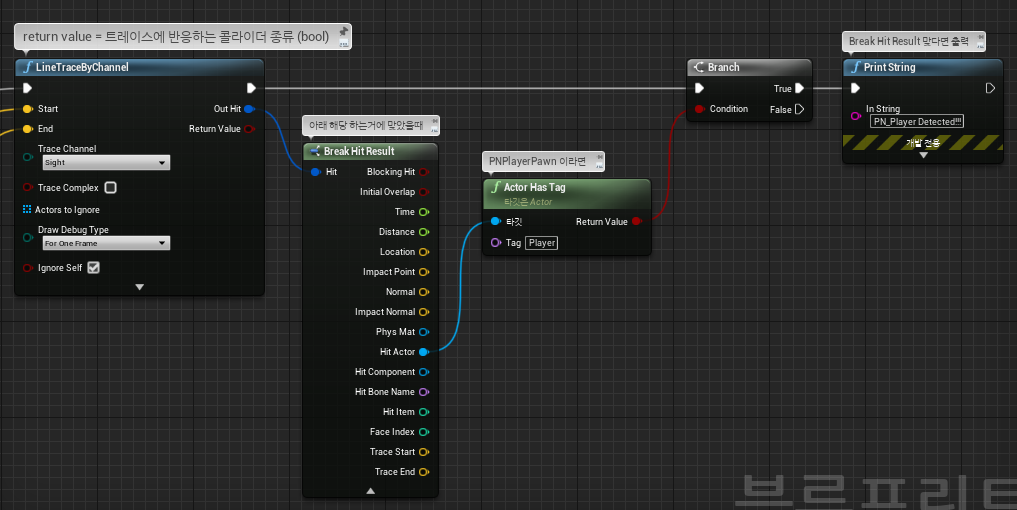 return value = 트레이스에 반응하는 콜라이더 종류 (bool)
LineTraceByChannel
Start
Out Hit
End
Return Value
Trace Channel
Sight
Trace Complex
Actors to Ignore
Draw Debug Type
For One Frame
Ignore Self
아래 해당 하는거에 맞았을때
Break Hit Result
Hit
Blocking Hit
Initial Overlap
Time
Distance
Location
Impact Point
Normal
Impact Normal
Phys Mat
Hit Actor
Hit Component
Hit Bone Name
Hit Item
Face Index
Trace Start
Trace End
PNPlayerPawn 이라면
Actor Has Tag
타깃은 Actor
타깃
Return Value
Tag
Player
Branch
True
Condition
False
Break Hit Result 맞다면 출력
Print String
In String
PN_Player Detected!!!
개발 전용
브루프린트